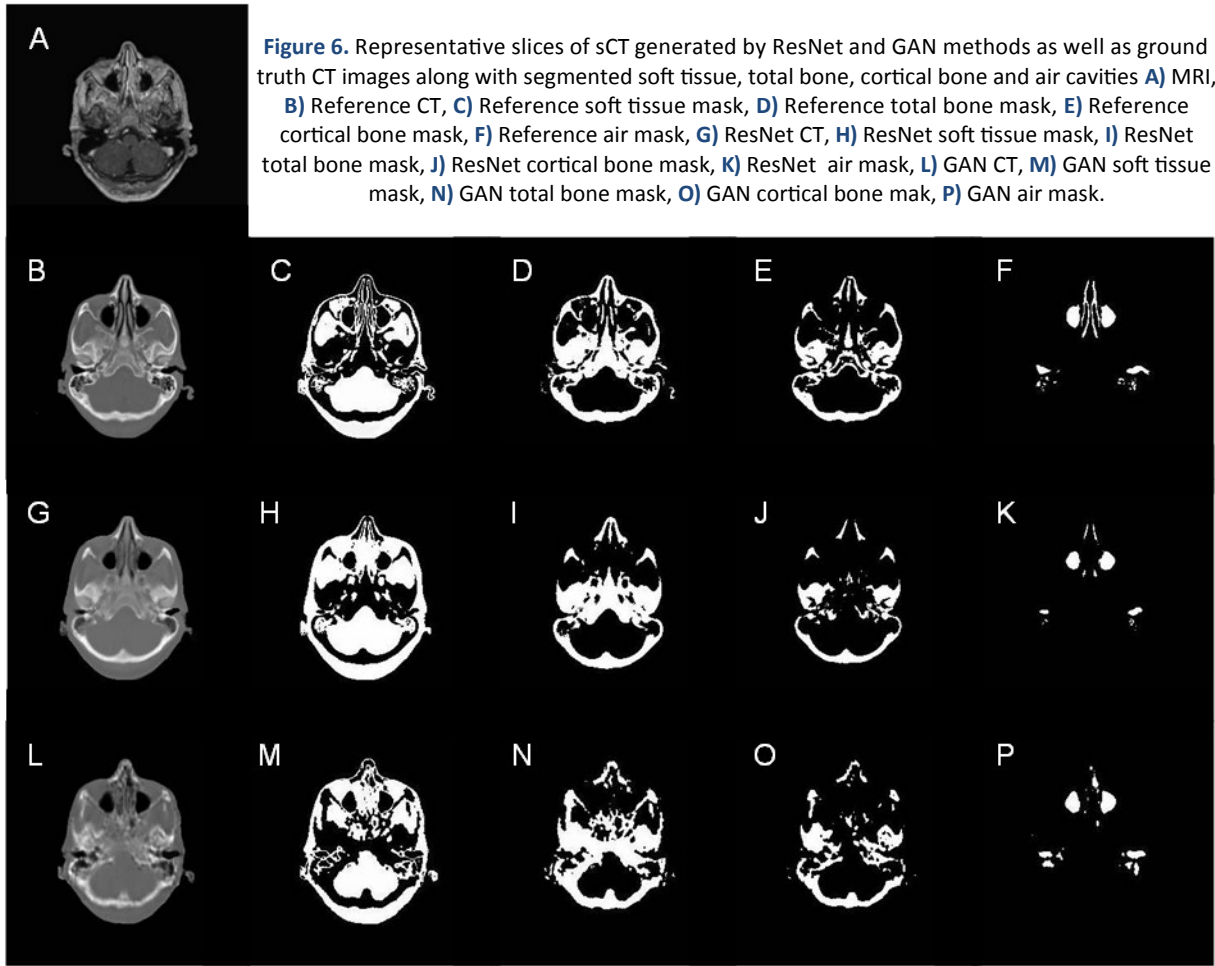 A
Figure 6. Representative slices of sCT generated by ResNet and GAN methods as well as ground
truth CT images along with segmented soft tissue, total bone, cortical bone and air cavities A) MRI,
B) Reference CT, C) Reference soft tissue mask, D) Reference total bone mask, E) Reference
cortical bone mask, F) Reference air mask, G) ResNet CT, H) ResNet soft tissue mask, I) ResNet
total bone mask, J) ResNet cortical bone mask, K) ResNet air mask, L) GAN CT, M) GAN soft tissue
mask, N) GAN total bone mask, O) GAN cortical bone mak, P) GAN air mask.
B C D E F
G H I J K
L M N O P